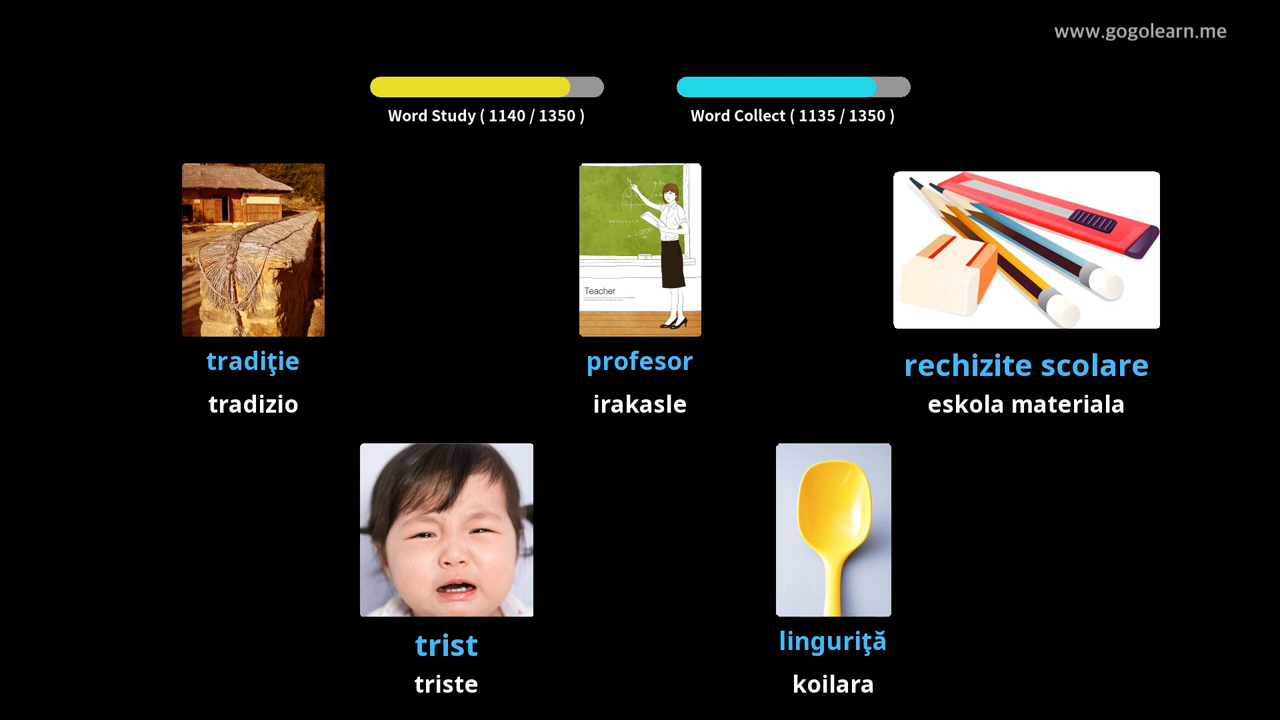 www.gogolearn.me
Word Study ( 1140 / 1350 )
Word Collect ( 1135 / 1350 )
Teacher
tradiţie
profesor
rechizite scolare
tradizio
irakasle
eskola materiala
trist
linguriţă
triste
koilara